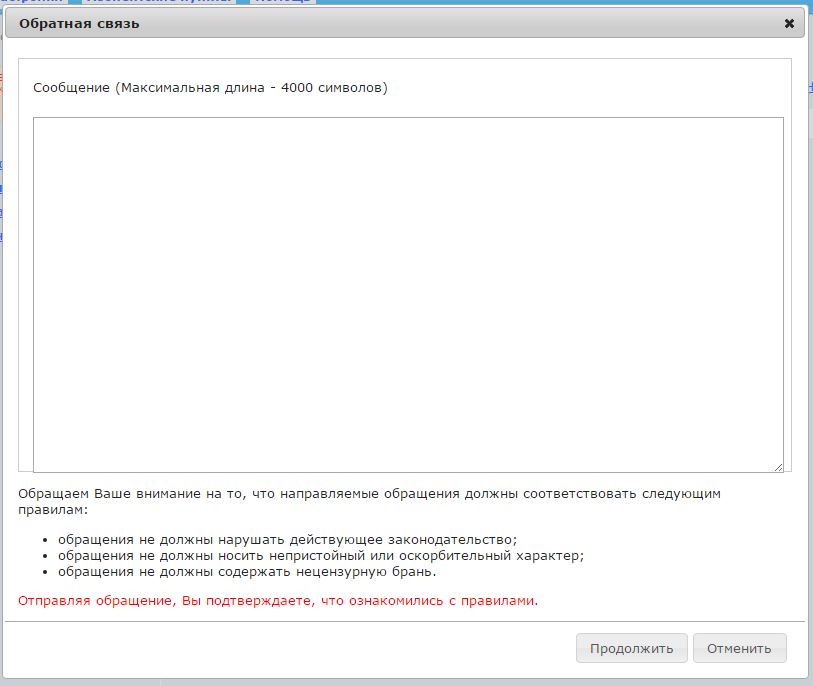 Обратная связь
Сообщение (Максимальная длина - 4000 символов)
Обращаем Ваше внимание на то, что направляемые обращения должны соответствовать следующим
правилам:
обращения не должны нарушать действующее законодательство;
обращения не должны носить непристойный или оскорбительный характер;
обращения не должны содержать нецензурную брань.
Отправляя обращение, Вы подтверждаете, что ознакомились с правилами.
Продолжить Отменить